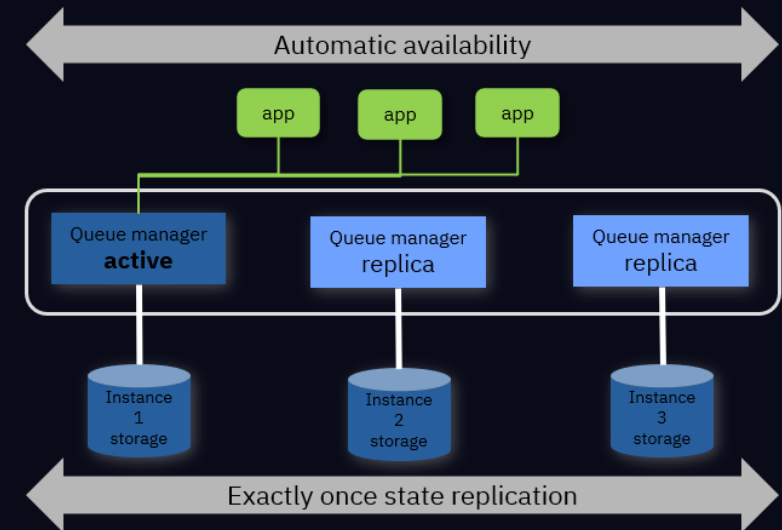 Automatic availability
app
app
app
Queue manager
active
Queue manager
replica
Queue manager
replica
Instance
1
storage
Instance
2
storage
Instance
3
storage
Exactly once state replication